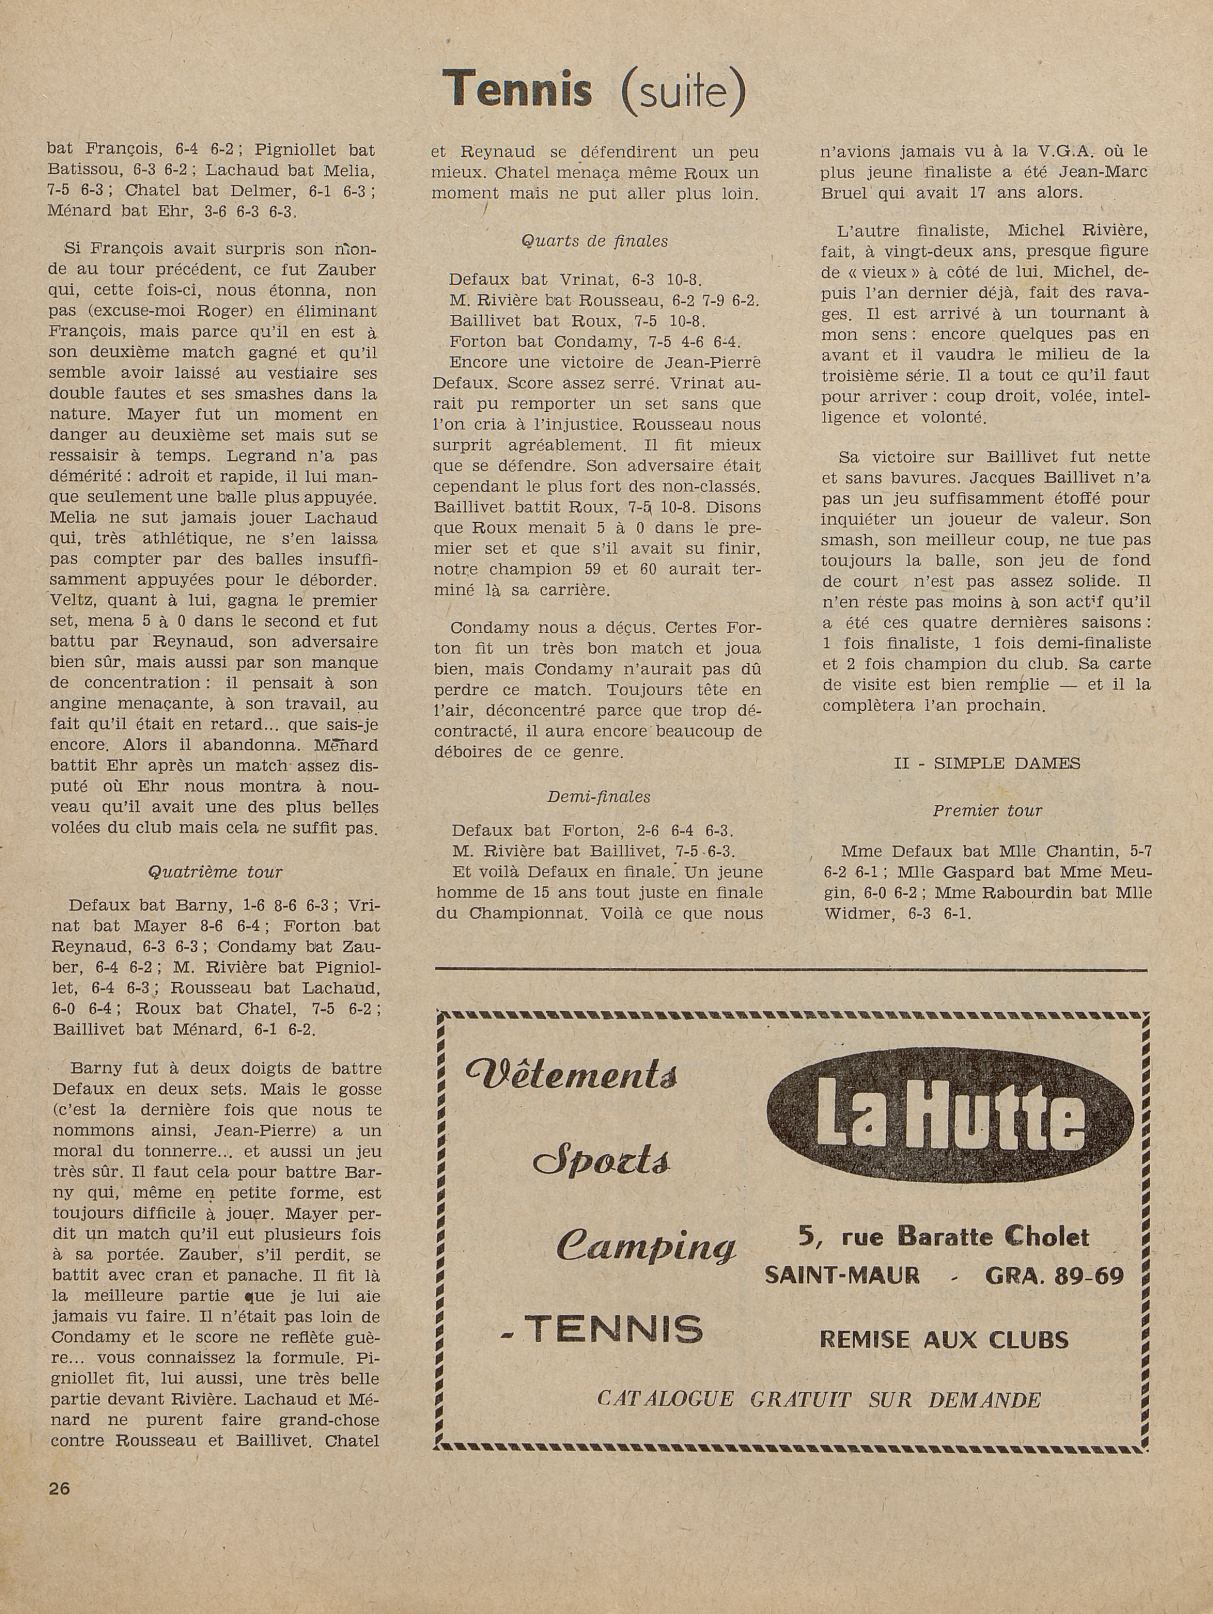 Tennis (suite)
bat François, 6-4 6-2 ; Pigniollet bat
Batissou, 6-3 6-2 ; Lachaud bat Melia,
7-5 6-3 ; Chatel bat Delmer, 6-1 6-3 ;
Ménard bat Ehr, 3-6 6-3 6-3.
Si François avait surpris son mon-
de au tour précédent, ce fut Zauber
qui, cette fois-ci, nous étonna, non
pas (excuse-moi Roger) en éliminant
François, mais parce qu'il en est à
son deuxième match gagné et qu'il
semble avoir laissé au vestiaire ses
double fautes et ses smashes dans la
nature. Mayer fut un moment en
danger au deuxième set mais sut se
ressaisir à temps. Legrand n'a pas
démérité : adroit et rapide, il lui man-
que seulement une balle plus appuyée.
Melia ne sut jamais jouer Lachaud
qui, très athlétique, ne s'en laissa
pas compter par des balles insuffi-
samment appuyées pour le déborder.
Veltz, quant à lui, gagna le premier
set, mena 5 à 0 dans le second et fut
battu par Reynaud, son adversaire
bien sûr, mais aussi par son manque
de concentration : il pensait à son
angine menaçante, à son travail, au
fait qu'il était en retard... que sais-je
encore. Alors il abandonna. Ménard
battit Ehr après un match assez dis-
puté où Ehr nous montra à nou-
veau qu'il avait une des plus belles
volées du club mais cela ne suffit pas.
Quatrième tour
Defaux bat Barny, 1-6 8-6 6-3 ; Vri-
nat bat Mayer 8-6 6-4 ; Forton bat
Reynaud, 6-3 6-3 ; Condamy bat Zau-
ber, 6-4 6-2 ; M. Rivière bat Pigniol-
let, 6-4 6-3 ; Rousseau bat Lachaud,
6-0 6-4 ; Roux bat Chatel, 7-5 6-2 ;
Baillivet bat Ménard, 6-1 6-2.
Barny fut à deux doigts de battre
Defaux en deux sets. Mais le gosse
(c'est la dernière fois que nous te
nommons ainsi, Jean-Pierre) a un
moral du tonnerre... et aussi un jeu
très sûr. Il faut cela pour battre Bar-
ny qui, même en petite forme, est
toujours difficile à jouer. Mayer per-
dit un match qu'il eut plusieurs fois
à sa portée. Zauber, s'il perdit, se
battit avec cran et panache. Il fit là
la meilleure partie que je lui aie
jamais vu faire. Il n'était pas loin de
Condamy et le score ne reflète guè-
re... vous connaissez la formule. Pi-
gniollet fit, lui aussi, une très belle
partie devant Rivière. Lachaud et Mé-
nard ne purent faire grand-chose
contre Rousseau et Baillivet. Chatel
et Reynaud se défendirent un peu
mieux. Chatel menaça même Roux un
moment mais ne put aller plus loin.
Quarts de finales
Defaux bat Vrinat, 6-3 10-8.
M. Rivière bat Rousseau, 6-2 7-9 6-2.
Baillivet bat Roux, 7-5 10-8.
Forton bat Condamy, 7-5 4-6 6-4.
Encore une victoire de Jean-Pierre
Defaux. Score assez serré. Vrinat au-
rait pu remporter un set sans que
l'on cria à l'injustice. Rousseau nous
surprit agréablement. Il fit mieux
que se défendre. Son adversaire était
cependant le plus fort des non-classés.
Baillivet battit Roux, 7-5 10-8. Disons
que Roux menait 5 à 0 dans le pre-
mier set et que s'il avait su finir,
notre champion 59 et 60 aurait ter-
miné là sa carrière.
Condamy nous a déçus. Certes For-
ton fit un très bon match et joua
bien, mais Condamy n'aurait pas dû
perdre ce match. Toujours tête en
l'air, déconcentré parce que trop dé-
contracté, il aura encore beaucoup de
déboires de ce genre.
Demi-finales
Defaux bat Forton, 2-6 6-4 6-3.
M. Rivière bat Baillivet, 7-5 6-3.
Et voilà Defaux en finale. Un jeune
homme de 15 ans tout juste en finale
du Championnat. Voilà ce que nous
n'avions jamais vu à la V.G.A. où le
plus jeune finaliste a été Jean-Marc
Bruel qui avait 17 ans alors.
L'autre finaliste, Michel Rivière,
fait, à vingt-deux ans, presque figure
de « vieux » à côté de lui. Michel, de-
puis l'an dernier déjà, fait des rava-
ges. Il est arrivé à un tournant à
mon sens : encore quelques pas en
avant et il vaudra le milieu de la
troisième série. Il a tout ce qu'il faut
pour arriver : coup droit, volée, intel-
ligence et volonté.
Sa victoire sur Baillivet fut nette
et sans bavures. Jacques Baillivet n'a
pas un jeu suffisamment étoffé pour
inquiéter un joueur de valeur. Son
smash, son meilleur coup, ne tue pas
toujours la balle, son jeu de fond
de court n'est pas assez solide. Il
n'en reste pas moins à son actif qu'il
a été ces quatre dernières saisons :
1 fois finaliste, 1 fois demi-finaliste
et 2 fois champion du club. Sa carte
de visite est bien remplie — et il la
complètera l'an prochain.
II - SIMPLE DAMES
Premier tour
Mme Defaux bat Mlle Chantin, 5-7
6-2 6-1 ; Mlle Gaspard bat Mme Meu-
gin, 6-0 6-2 ; Mme Rabourdin bat Mlle
Widmer, 6-3 6-1.
Vêtements
Sports
Camping
- TENNIS
La Hutte
5, rue Baratte Cholet
SAINT-MAUR - GRA. 89-69
REMISE AUX CLUBS
CATALOGUE GRATUIT SUR DEMANDE
26